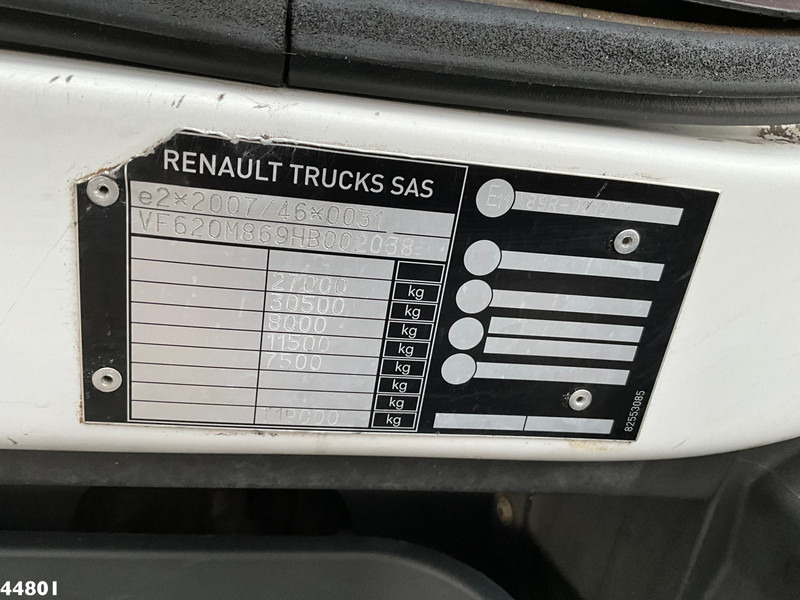 RENAULT TRUCKS SAS
e2*2007/46*0031
VF620M869HB002038
27000 kg
30500 kg
8000 kg
11500 kg
7500 kg
kg
kg
kg
82553085
44801